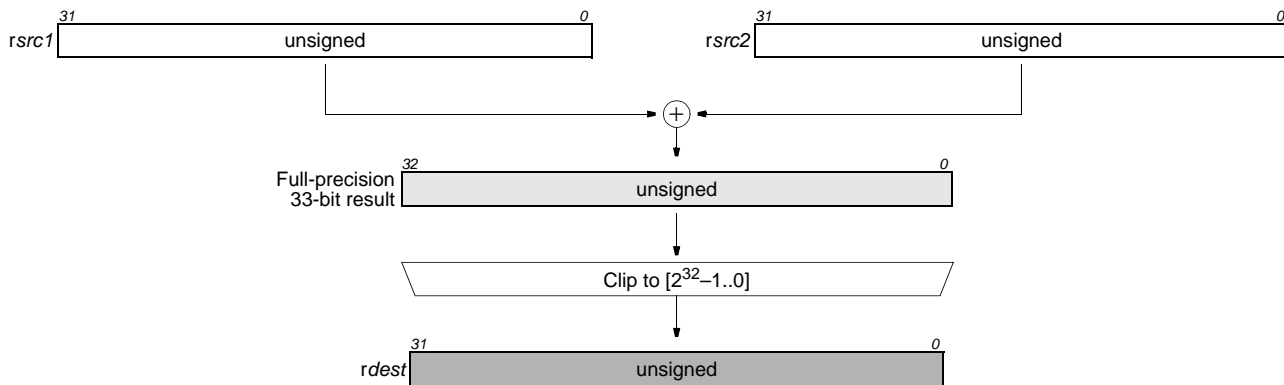 31 0 31 0
rsrc1 unsigned rsrc2 unsigned
+
32 0
Full-precision
33-bit result
unsigned
Clip to [2³²–1..0]
31 0
rdest unsigned